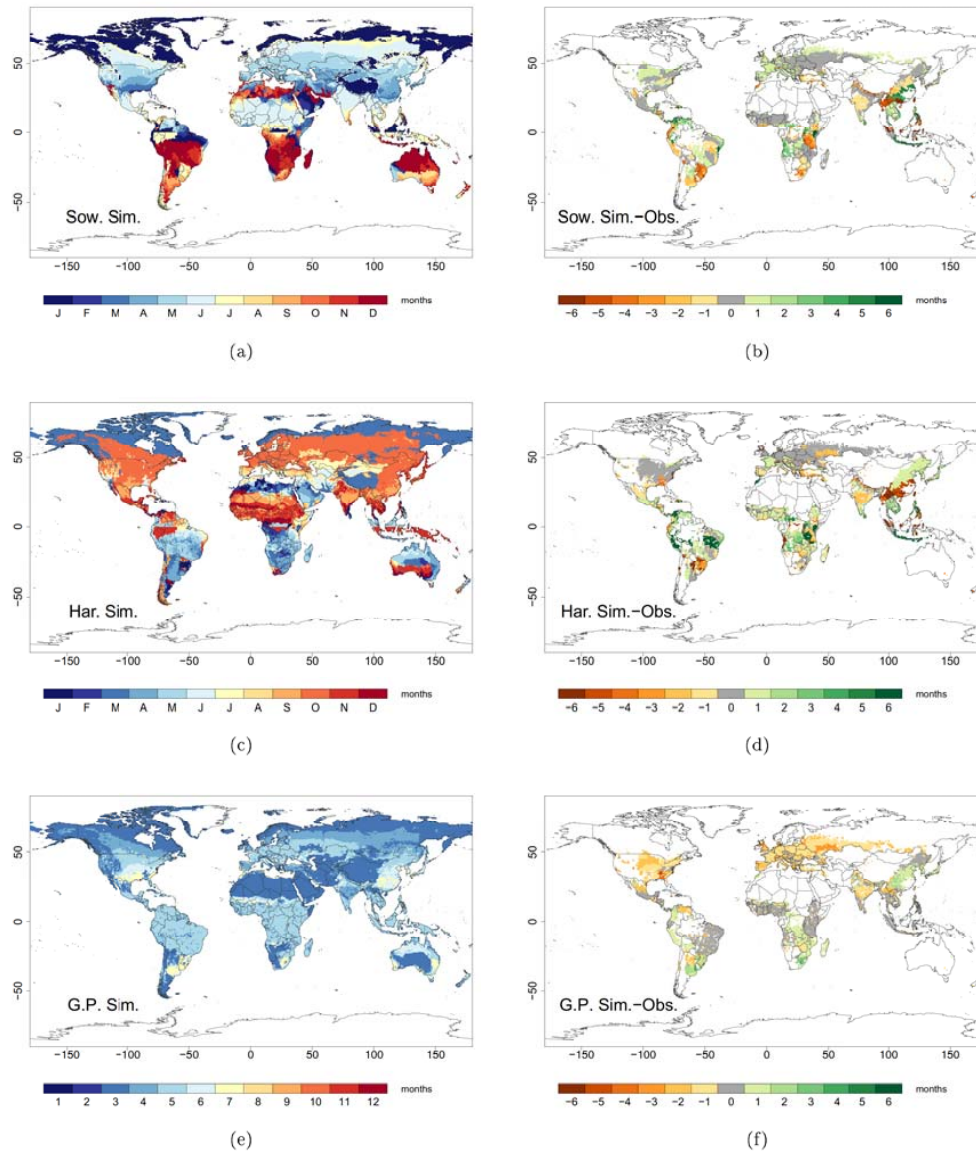 50
0
−50
Sow. Sim.
−150 −100 −50 0 50 100 150
months
J F M A M J J A S O N D
(a)
50
0
−50
Sow. Sim.−Obs.
−150 −100 −50 0 50 100 150
months
−6 −5 −4 −3 −2 −1 0 1 2 3 4 5 6
(b)
50
0
−50
Har. Sim.
−150 −100 −50 0 50 100 150
months
J F M A M J J A S O N D
(c)
50
0
−50
Har. Sim.−Obs.
−150 −100 −50 0 50 100 150
months
−6 −5 −4 −3 −2 −1 0 1 2 3 4 5 6
(d)
50
0
−50
G.P. Sim.
−150 −100 −50 0 50 100 150
months
1 2 3 4 5 6 7 8 9 10 11 12
(e)
50
0
−50
G.P. Sim.−Obs.
−150 −100 −50 0 50 100 150
months
−6 −5 −4 −3 −2 −1 0 1 2 3 4 5 6
(f)